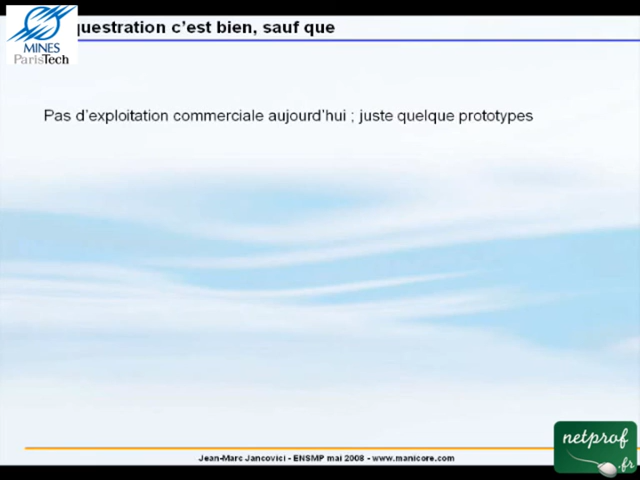 questration c'est bien, sauf que
MINES
ParisTech
Pas d'exploitation commerciale aujourd'hui ; juste quelque prototypes
Jean-Marc Jancovici - ENSMP mai 2008 - www.manicore.com
netprof
.fr